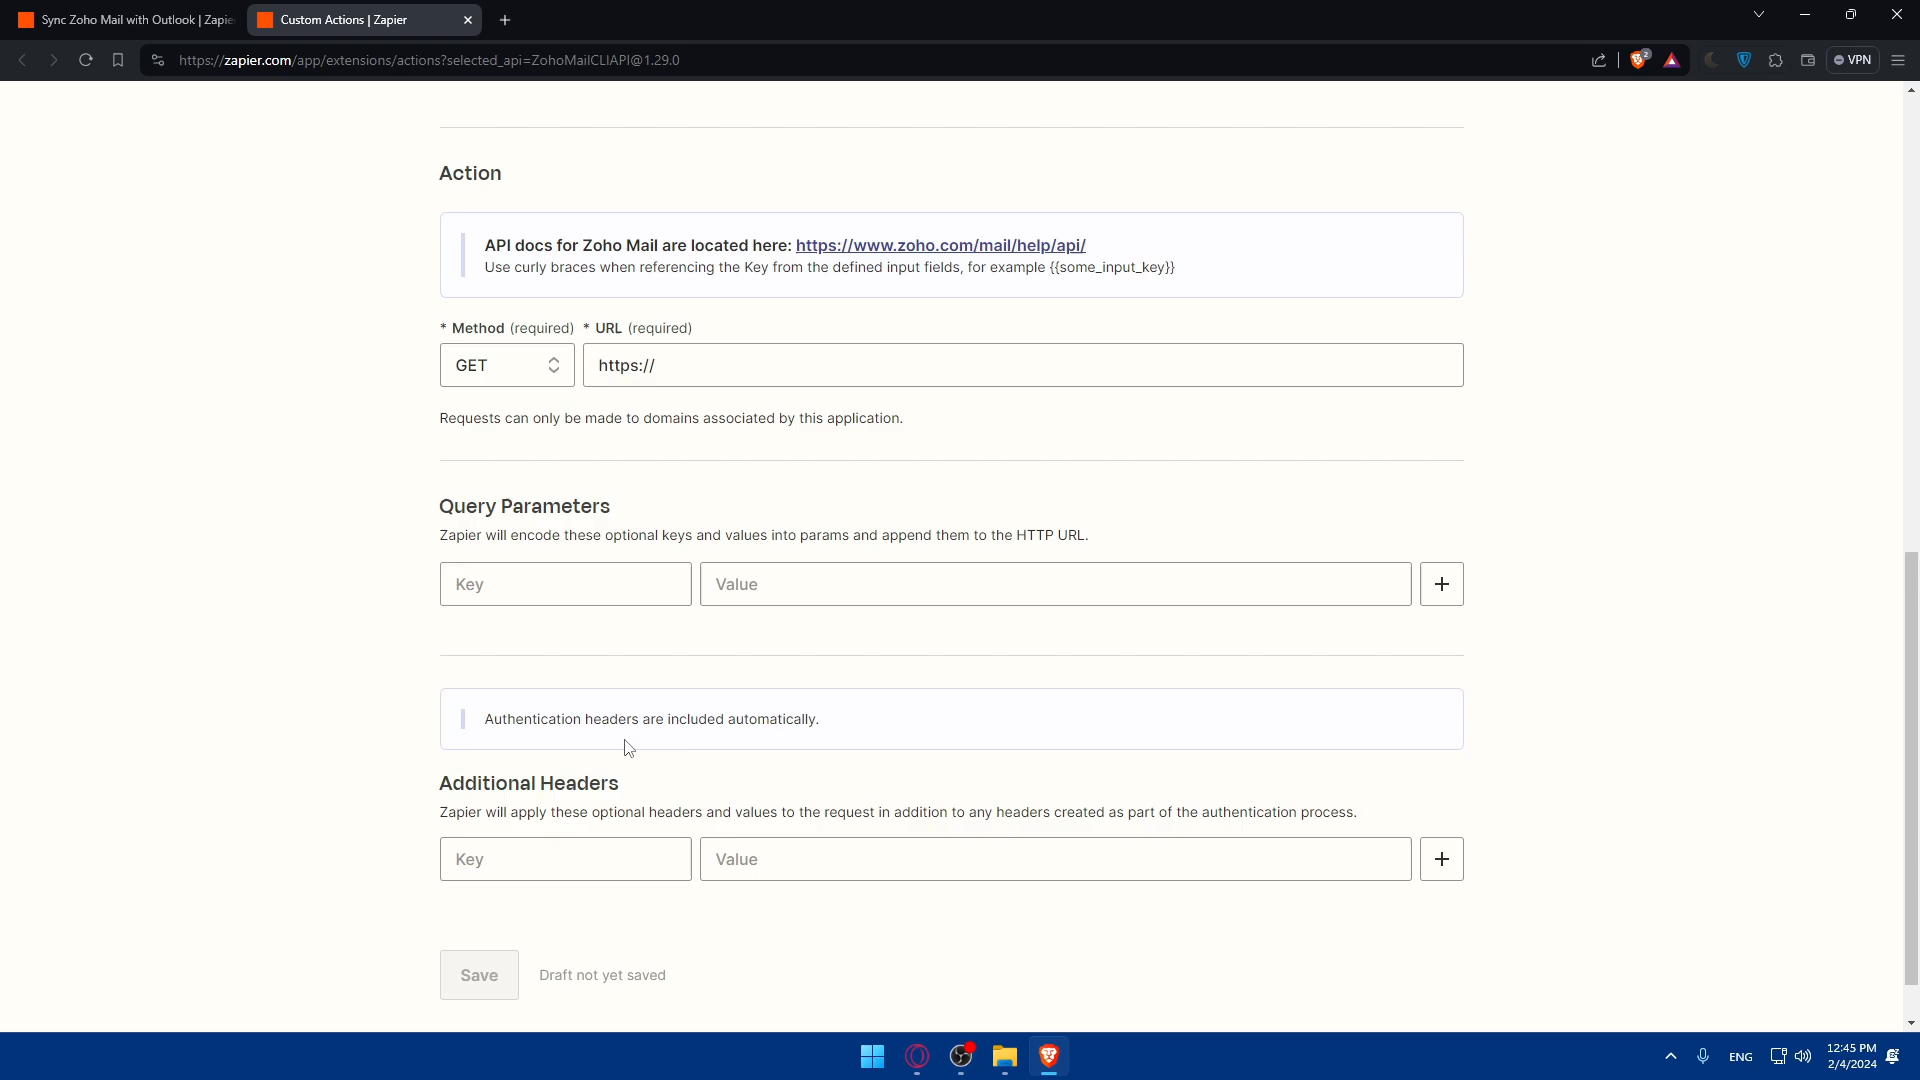 Sync Zoho Mail with Outlook | Zapie
Custom Actions | Zapier
https://zapier.com/app/extensions/actions?selected_api=ZohoMailCLIAPI@1.29.0
2
VPN
Action
API docs for Zoho Mail are located here: https://www.zoho.com/mail/help/api/
Use curly braces when referencing the Key from the defined input fields, for example {{some_input_key}}
* Method (required) * URL (required)
GET https://
Requests can only be made to domains associated by this application.
Query Parameters
Zapier will encode these optional keys and values into params and append them to the HTTP URL.
Key Value +
Authentication headers are included automatically.
Additional Headers
Zapier will apply these optional headers and values to the request in addition to any headers created as part of the authentication process.
Key Value +
Save Draft not yet saved
ENG
12:45 PM
2/4/2024